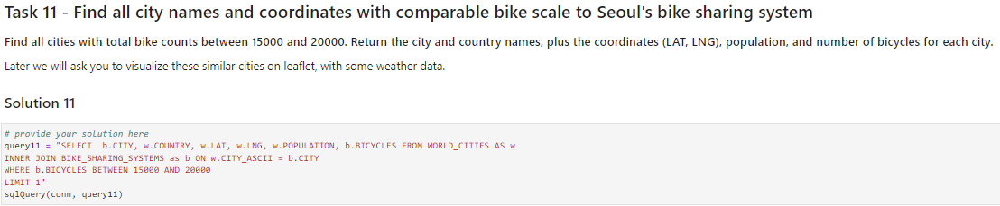 Task 11 - Find all city names and coordinates with comparable bike scale to Seoul's bike sharing system
Find all cities with total bike counts between 15000 and 20000. Return the city and country names, plus the coordinates (LAT, LNG), population, and number of bicycles for each city.
Later we will ask you to visualize these similar cities on leaflet, with some weather data.
Solution 11
# provide your solution here
query11 = "SELECT  b.CITY, w.COUNTRY, w.LAT, w.LNG, w.POPULATION, b.BICYCLES FROM WORLD_CITIES AS w
INNER JOIN BIKE_SHARING_SYSTEMS as b ON w.CITY_ASCII = b.CITY
WHERE b.BICYCLES BETWEEN 15000 AND 20000
LIMIT 1"
sqlQuery(conn, query11)